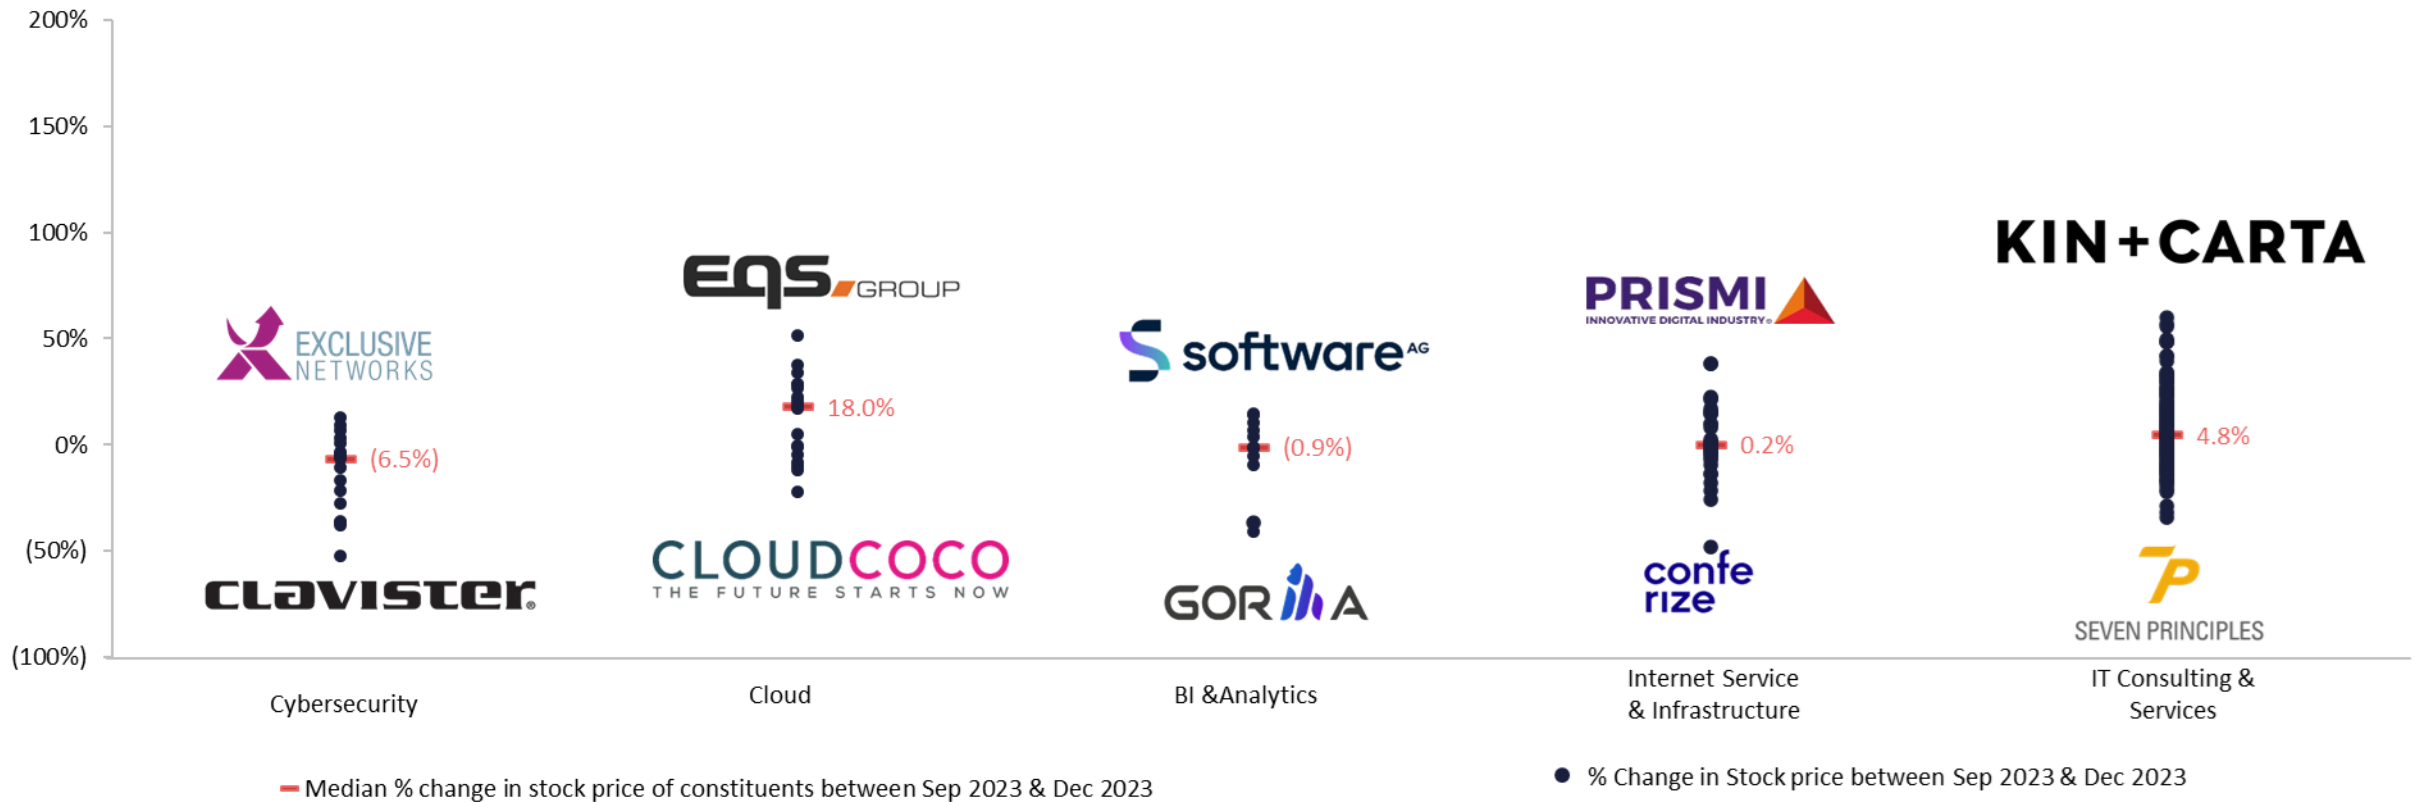 200%
150%
100%
50%
0%
(50%)
(100%)
EXCLUSIVE
NETWORKS
(6.5%)
CLAVISTER®
EQS GROUP
18.0%
CLOUDCOCO
THE FUTURE STARTS NOW
software AG
(0.9%)
GORILLA
PRISMI
INNOVATIVE DIGITAL INDUSTRY®
0.2%
confe
rize
KIN+CARTA
4.8%
7P
SEVEN PRINCIPLES
Cybersecurity
Cloud
BI &Analytics
Internet Service
& Infrastructure
IT Consulting &
Services
Median % change in stock price of constituents between Sep 2023 & Dec 2023
% Change in Stock price between Sep 2023 & Dec 2023